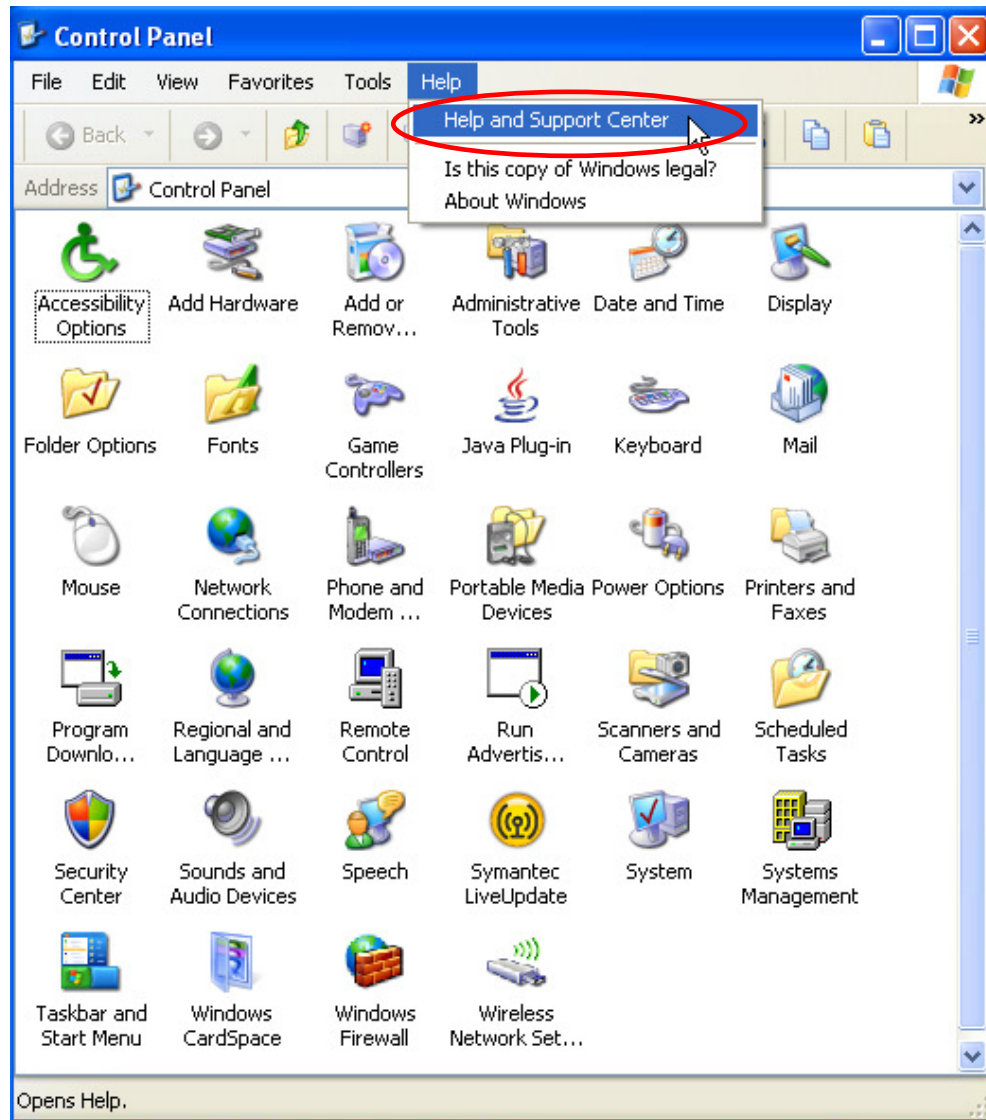 Control Panel
File Edit View Favorites Tools Help
Help and Support Center
Is this copy of Windows legal?
About Windows
Back
»
Address Control Panel
Accessibility Options
Add Hardware
Add or Remov...
Administrative Tools
Date and Time
Display
Folder Options
Fonts
Game Controllers
Java Plug-in
Keyboard
Mail
Mouse
Network Connections
Phone and Modem ...
Portable Media Devices
Power Options
Printers and Faxes
Program Downlo...
Regional and Language ...
Remote Control
Run Advertis...
Scanners and Cameras
Scheduled Tasks
Security Center
Sounds and Audio Devices
Speech
Symantec LiveUpdate
System
Systems Management
Taskbar and Start Menu
Windows CardSpace
Windows Firewall
Wireless Network Set...
Opens Help.